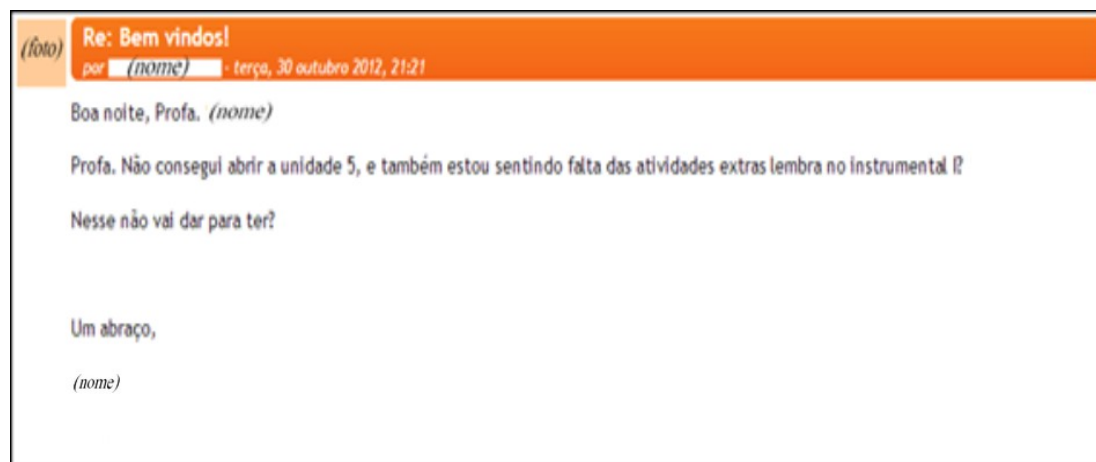 (foto)
Re: Bem vindos!
por (nome) - terça, 30 outubro 2012, 21:21
Boa noite, Profa. (nome)
Profa. Não consegui abrir a unidade 5, e também estou sentindo falta das atividades extras lembra no instrumental I?
Nesse não vai dar para ter?
Um abraço,
(nome)